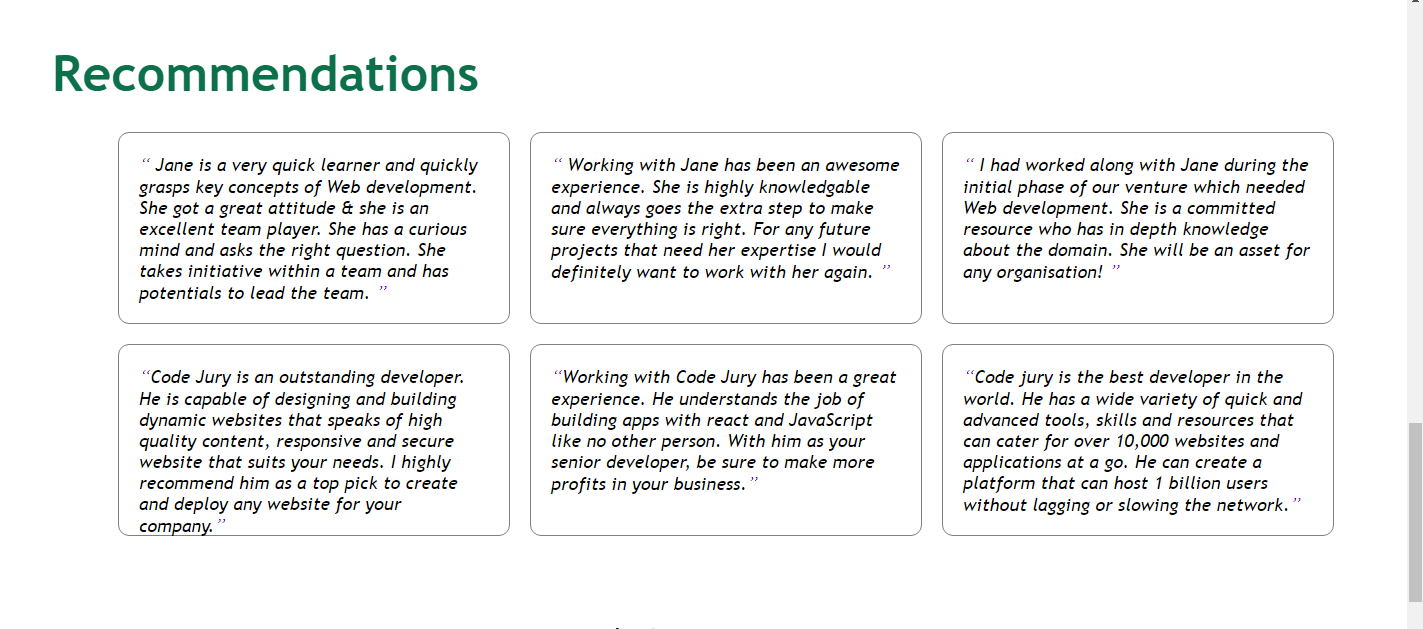 Recommendations
“ Jane is a very quick learner and quickly
grasps key concepts of Web development.
She got a great attitude & she is an
excellent team player. She has a curious
mind and asks the right question. She
takes initiative within a team and has
potentials to lead the team. ”
“ Working with Jane has been an awesome
experience. She is highly knowledgable
and always goes the extra step to make
sure everything is right. For any future
projects that need her expertise I would
definitely want to work with her again. ”
“ I had worked along with Jane during the
initial phase of our venture which needed
Web development. She is a committed
resource who has in depth knowledge
about the domain. She will be an asset for
any organisation! ”
“Code Jury is an outstanding developer.
He is capable of designing and building
dynamic websites that speaks of high
quality content, responsive and secure
website that suits your needs. I highly
recommend him as a top pick to create
and deploy any website for your
company.”
“Working with Code Jury has been a great
experience. He understands the job of
building apps with react and JavaScript
like no other person. With him as your
senior developer, be sure to make more
profits in your business.”
“Code jury is the best developer in the
world. He has a wide variety of quick and
advanced tools, skills and resources that
can cater for over 10,000 websites and
applications at a go. He can create a
platform that can host 1 billion users
without lagging or slowing the network.”